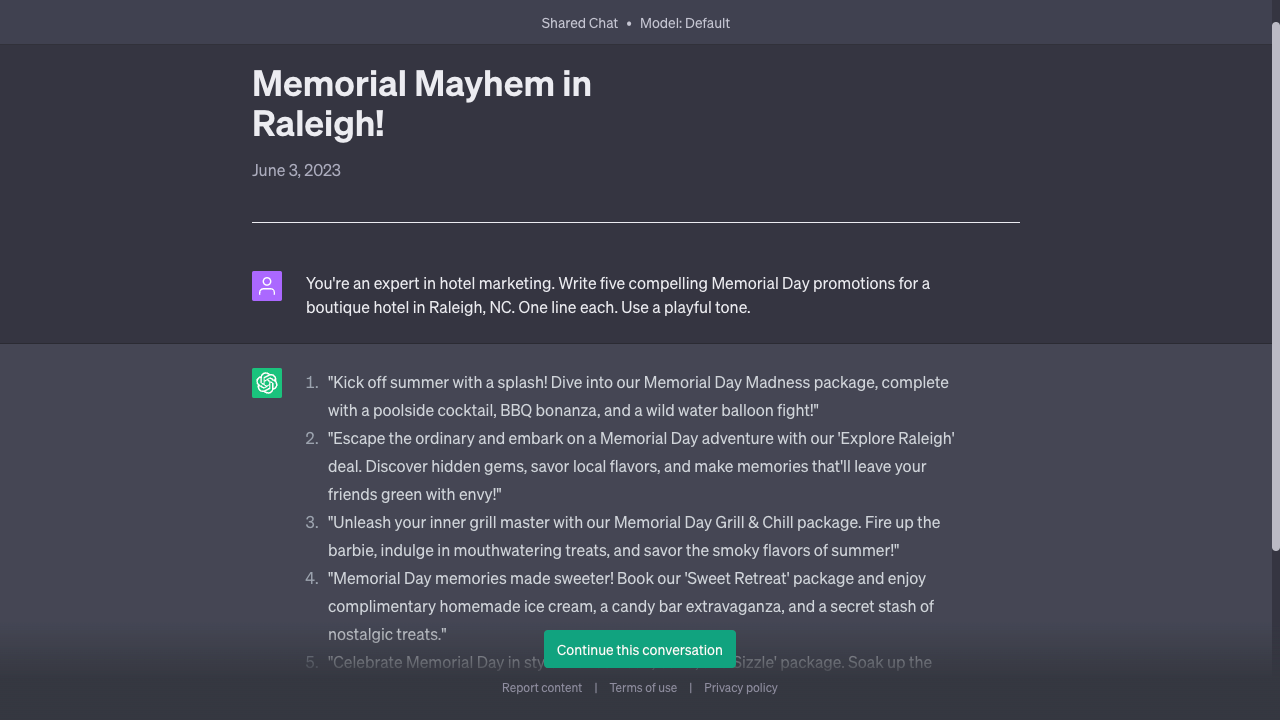 Shared Chat • Model: Default
Memorial Mayhem in
Raleigh!
June 3, 2023
You're an expert in hotel marketing. Write five compelling Memorial Day promotions for a
boutique hotel in Raleigh, NC. One line each. Use a playful tone.
1. "Kick off summer with a splash! Dive into our Memorial Day Madness package, complete
with a poolside cocktail, BBQ bonanza, and a wild water balloon fight!"
2. "Escape the ordinary and embark on a Memorial Day adventure with our 'Explore Raleigh'
deal. Discover hidden gems, savor local flavors, and make memories that'll leave your
friends green with envy!"
3. "Unleash your inner grill master with our Memorial Day Grill & Chill package. Fire up the
barbie, indulge in mouthwatering treats, and savor the smoky flavors of summer!"
4. "Memorial Day memories made sweeter! Book our 'Sweet Retreat' package and enjoy
complimentary homemade ice cream, a candy bar extravaganza, and a secret stash of
nostalgic treats."
5. "Celebrate Memorial Day in Sizzle' package. Soak up the
Continue this conversation
Report content | Terms of use | Privacy policy